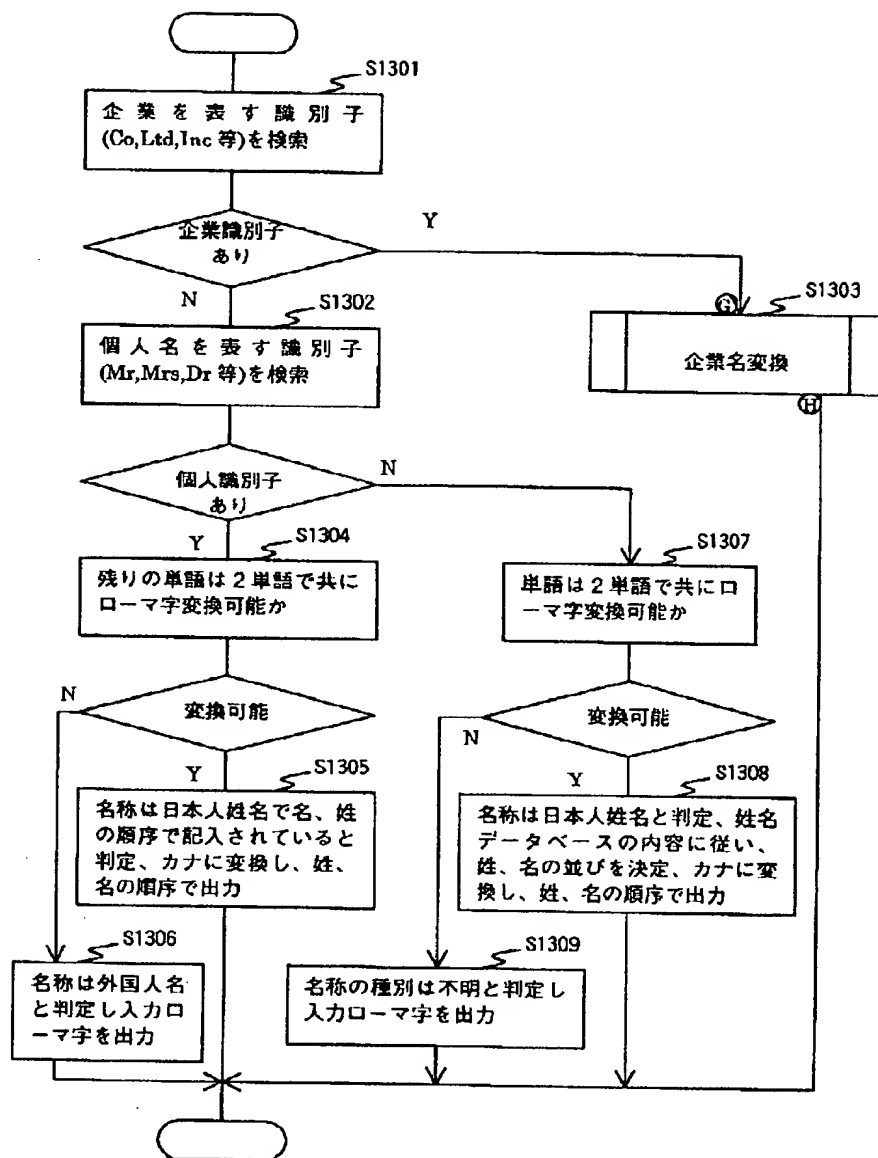 S1301
企業を表す識別子
(Co,Ltd,Inc 等)を検索
企業識別子
あり
Y
N
S1302
S1303
G
企業名変換
H
個人名を表す識別子
(Mr,Mrs,Dr 等)を検索
個人識別子
あり
N
Y
S1304
残りの単語は2単語で共に
ローマ字変換可能か
S1307
単語は2単語で共にロ
ーマ字変換可能か
N
変換可能
Y
N
変換可能
Y
S1305
名称は日本人姓名で名、姓
の順序で記入されていると
判定、カナに変換し、姓、
名の順序で出力
S1308
名称は日本人姓名と判定、姓名
データベースの内容に従い、
姓、名の並びを決定、カナに変
換し、姓、名の順序で出力
S1306
名称は外国人名
と判定し入力ロ
ーマ字を出力
S1309
名称の種別は不明と判定し
入力ローマ字を出力